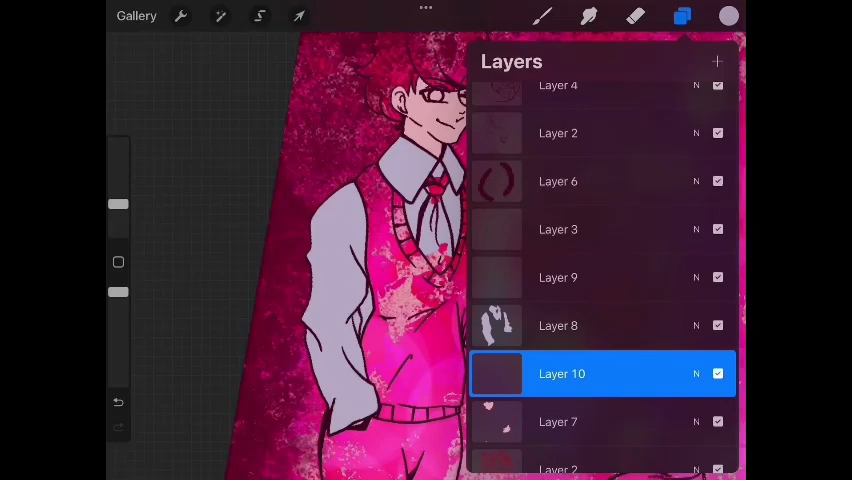 Gallery
Layers
Layer 4 N
Layer 2 N
Layer 6 N
Layer 3 N
Layer 9 N
Layer 8 N
Layer 10 N
Layer 7 N
Layer 2 N